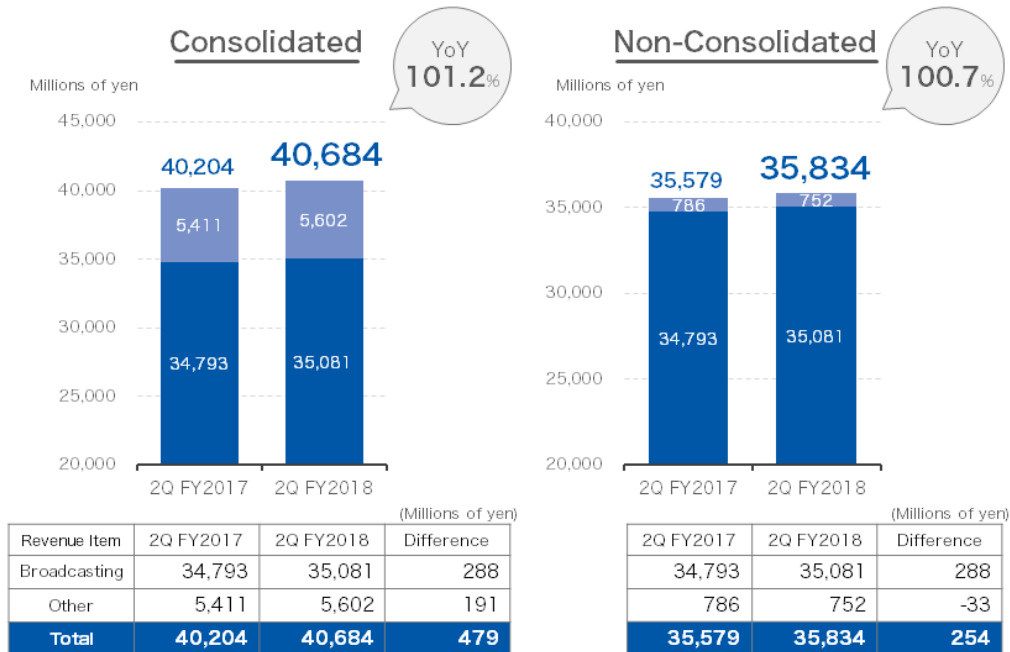 Consolidated
YoY
101.2%
Millions of yen
45,000
40,000
35,000
30,000
25,000
20,000
40,204
40,684
5,411
5,602
34,793
35,081
2Q FY2017
2Q FY2018
(Millions of yen)
Revenue Item 2Q FY2017 2Q FY2018 Difference
Broadcasting 34,793 35,081 288
Other 5,411 5,602 191
Total 40,204 40,684 479
Non-Consolidated
YoY
100.7%
Millions of yen
40,000
35,000
30,000
25,000
20,000
35,579
35,834
786
752
34,793
35,081
2Q FY2017
2Q FY2018
(Millions of yen)
2Q FY2017 2Q FY2018 Difference
34,793 35,081 288
786 752 -33
35,579 35,834 254